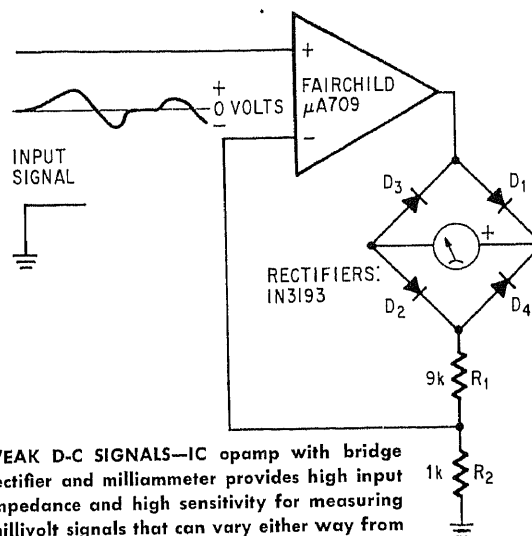 +
FAIRCHILD
μA709
+
0 VOLTS
−
−
INPUT
SIGNAL
D3
D1
+
RECTIFIERS:
IN3193
D2
D4
9k R1
1k R2
EAK D-C SIGNALS—IC opamp with bridge
ectifier and milliammeter provides high input
mpedance and high sensitivity for measuring
nillivolt signals that can vary either way from